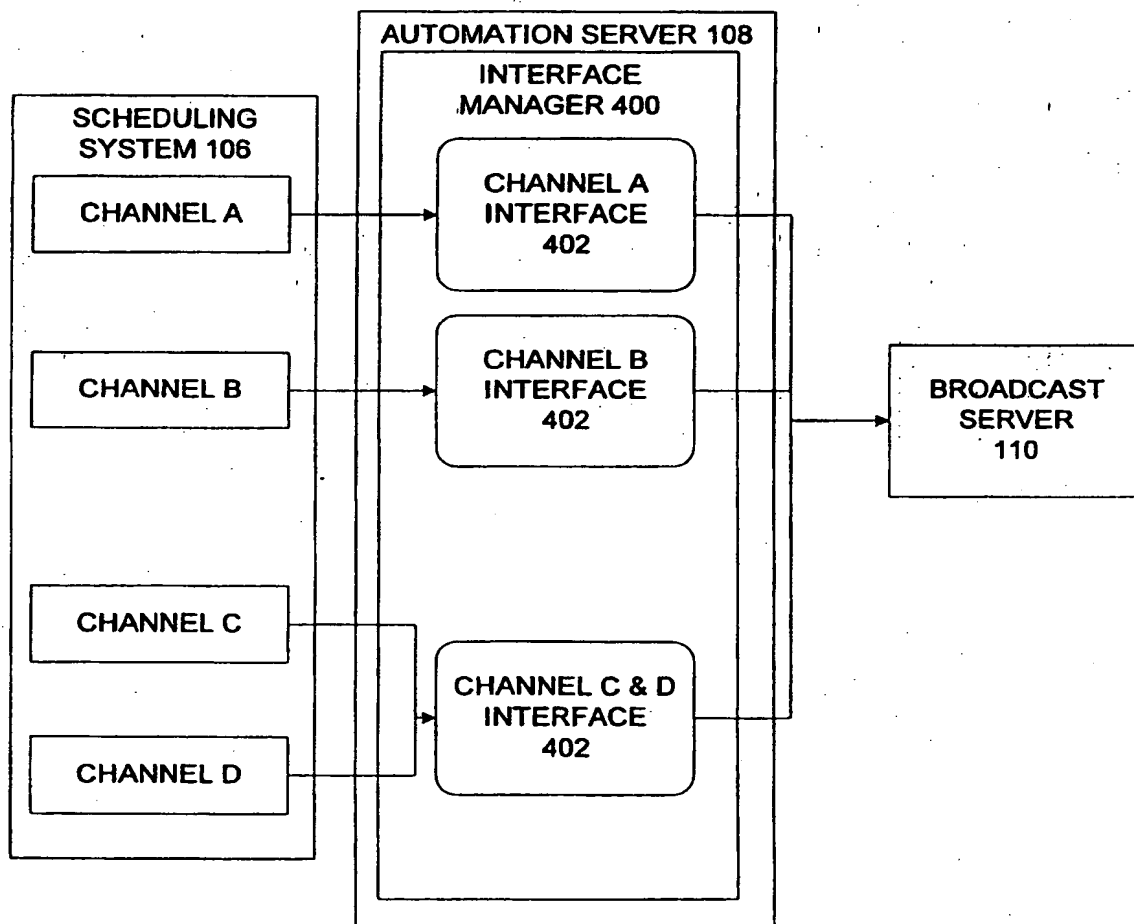 AUTOMATION SERVER 108
INTERFACE
MANAGER 400
SCHEDULING
SYSTEM 106
CHANNEL A
CHANNEL A
INTERFACE
402
CHANNEL B
CHANNEL B
INTERFACE
402
BROADCAST
SERVER
110
CHANNEL C
CHANNEL C & D
INTERFACE
402
CHANNEL D